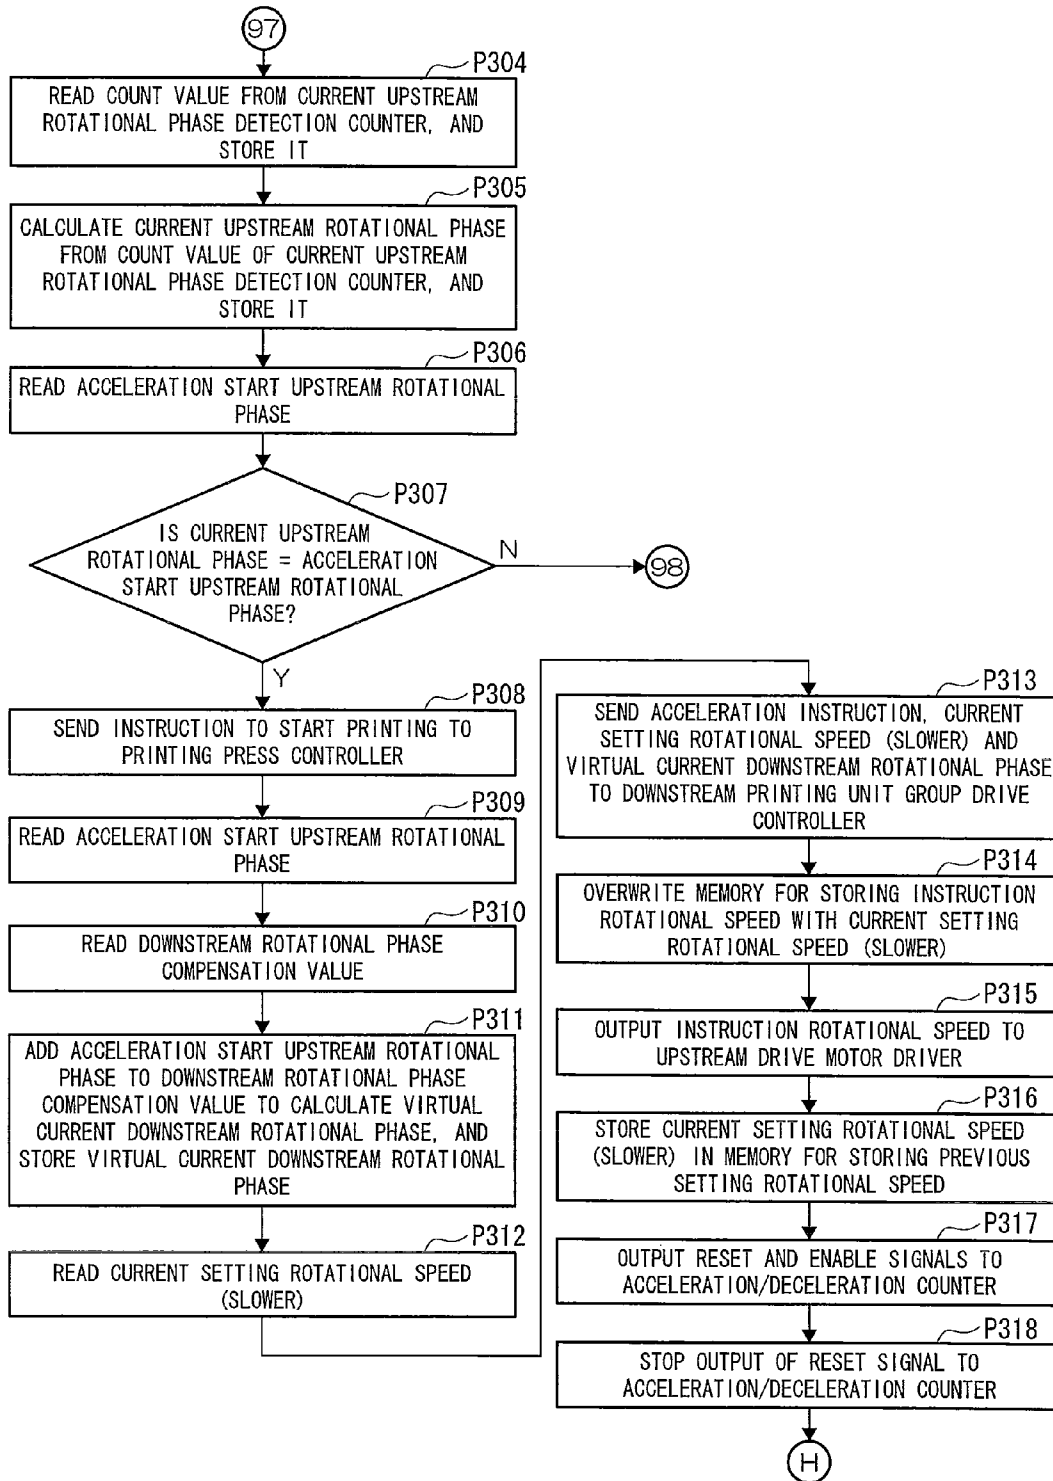 97
P304
READ COUNT VALUE FROM CURRENT UPSTREAM
ROTATIONAL PHASE DETECTION COUNTER, AND
STORE IT
P305
CALCULATE CURRENT UPSTREAM ROTATIONAL PHASE
FROM COUNT VALUE OF CURRENT UPSTREAM
ROTATIONAL PHASE DETECTION COUNTER, AND
STORE IT
P306
READ ACCELERATION START UPSTREAM ROTATIONAL
PHASE
P307
IS CURRENT UPSTREAM
ROTATIONAL PHASE = ACCELERATION
START UPSTREAM ROTATIONAL
PHASE?
N
98
Y
P308
SEND INSTRUCTION TO START PRINTING TO
PRINTING PRESS CONTROLLER
P309
READ ACCELERATION START UPSTREAM ROTATIONAL
PHASE
P310
READ DOWNSTREAM ROTATIONAL PHASE
COMPENSATION VALUE
P311
ADD ACCELERATION START UPSTREAM ROTATIONAL
PHASE TO DOWNSTREAM ROTATIONAL PHASE
COMPENSATION VALUE TO CALCULATE VIRTUAL
CURRENT DOWNSTREAM ROTATIONAL PHASE, AND
STORE VIRTUAL CURRENT DOWNSTREAM ROTATIONAL
PHASE
P312
READ CURRENT SETTING ROTATIONAL SPEED
(SLOWER)
P313
SEND ACCELERATION INSTRUCTION, CURRENT
SETTING ROTATIONAL SPEED (SLOWER) AND
VIRTUAL CURRENT DOWNSTREAM ROTATIONAL PHASE
TO DOWNSTREAM PRINTING UNIT GROUP DRIVE
CONTROLLER
P314
OVERWRITE MEMORY FOR STORING INSTRUCTION
ROTATIONAL SPEED WITH CURRENT SETTING
ROTATIONAL SPEED (SLOWER)
P315
OUTPUT INSTRUCTION ROTATIONAL SPEED TO
UPSTREAM DRIVE MOTOR DRIVER
P316
STORE CURRENT SETTING ROTATIONAL SPEED
(SLOWER) IN MEMORY FOR STORING PREVIOUS
SETTING ROTATIONAL SPEED
P317
OUTPUT RESET AND ENABLE SIGNALS TO
ACCELERATION/DECELERATION COUNTER
P318
STOP OUTPUT OF RESET SIGNAL TO
ACCELERATION/DECELERATION COUNTER
H